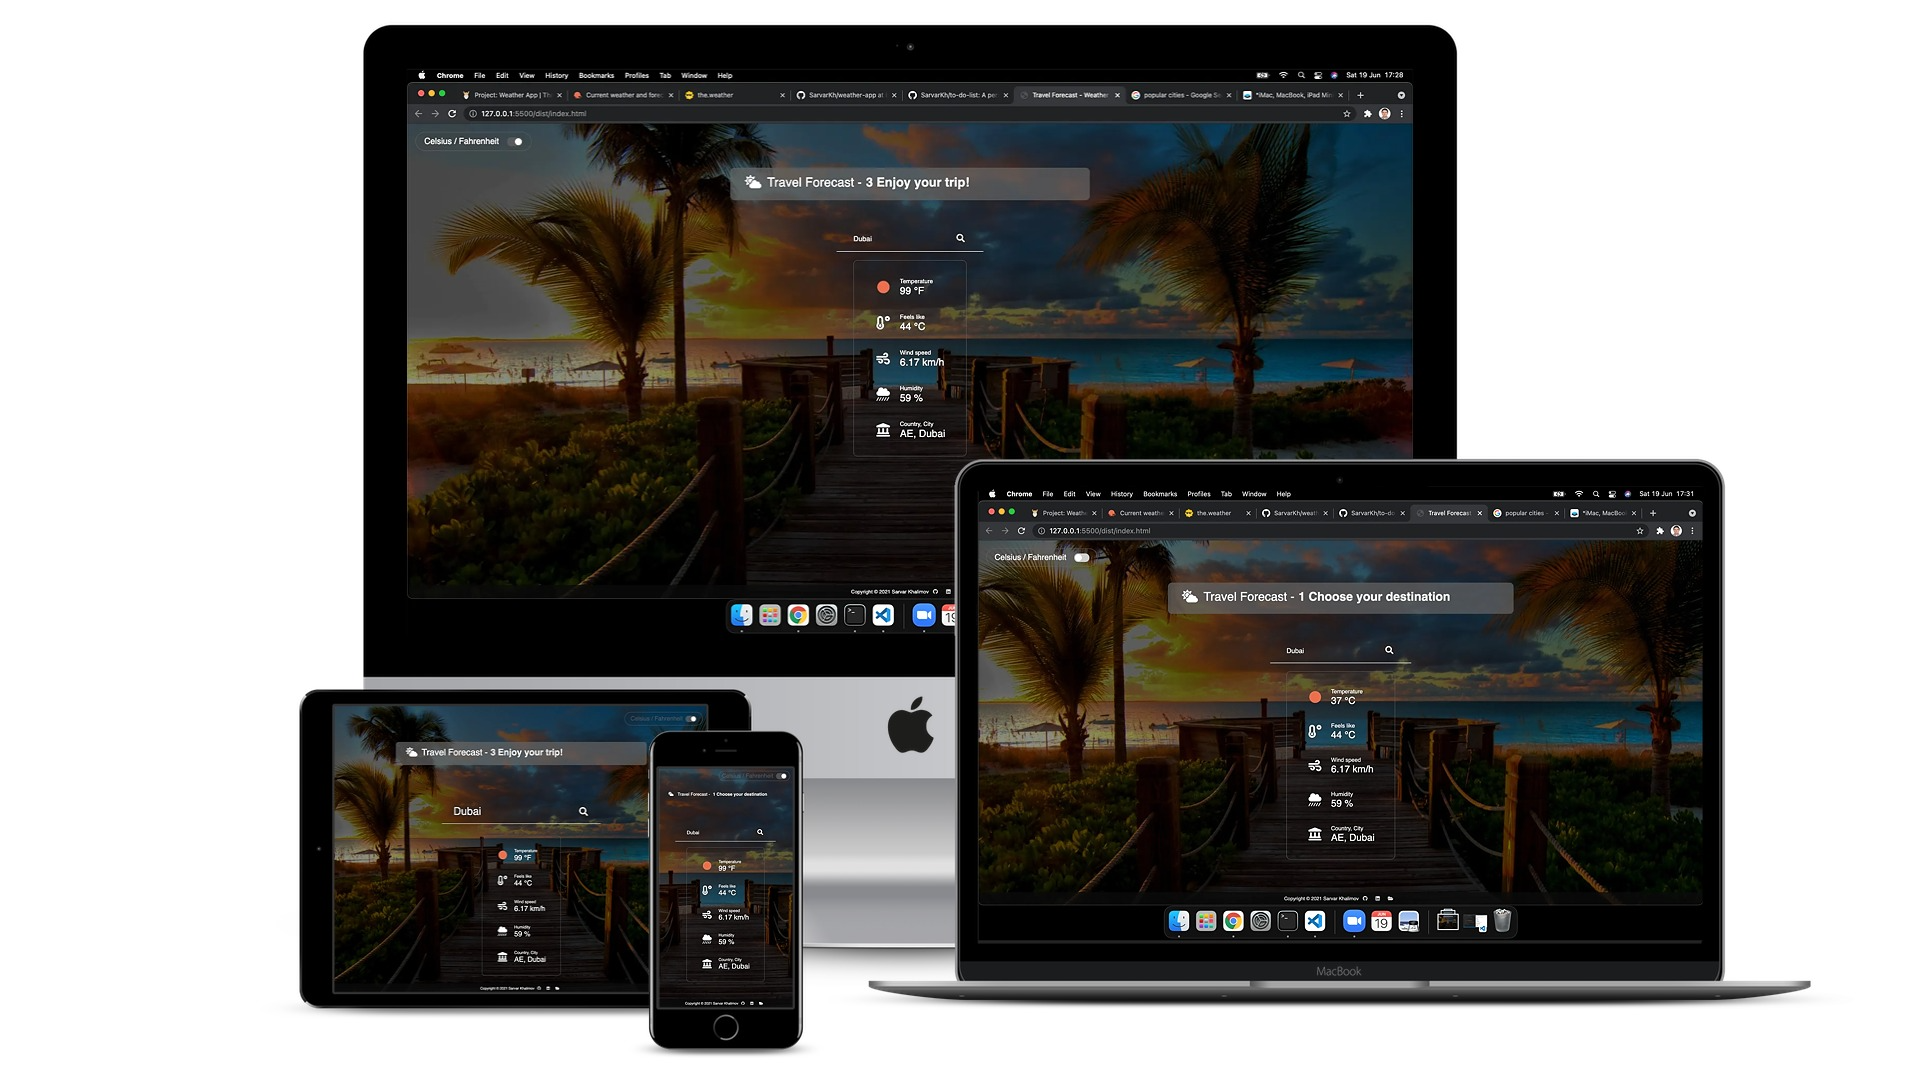 Chrome File Edit View History Bookmarks Profiles Tab Window Help Sat 19 Jun 17:28
Project: Weather App | Th Current weather and forec the.weather SarvarKh/weather-app at SarvarKh/to-do-list: A per Travel Forecast - Weather popular cities - Google Se *iMac, MacBook, iPad Min
127.0.0.1:5500/dist/index.html
Celsius / Fahrenheit
Travel Forecast - 3 Enjoy your trip!
Dubai
Temperature
99 °F
Feels like
44 °C
Wind speed
6.17 km/h
Humidity
59 %
Country, City
AE, Dubai
Copyright © 2021 Sarvar Khalimov
Chrome File Edit View History Bookmarks Profiles Tab Window Help Sat 19 Jun 17:31
Project: Weathe Current weathe the.weather SarvarKh/weath SarvarKh/to-do Travel Forecast popular cities - *iMac, MacBoo
127.0.0.1:5500/dist/index.html
Celsius / Fahrenheit
Travel Forecast - 1 Choose your destination
Dubai
Temperature
37 °C
Feels like
44 °C
Wind speed
6.17 km/h
Humidity
59 %
Country, City
AE, Dubai
Copyright © 2021 Sarvar Khalimov
JUN
19
MacBook
Celsius / Fahrenheit
Travel Forecast - 3 Enjoy your trip!
Dubai
Temperature
99 °F
Feels like
44 °C
Wind speed
6.17 km/h
Humidity
59 %
Country, City
AE, Dubai
Copyright © 2021 Sarvar Khalimov
Celsius / Fahrenheit
Travel Forecast - 1 Choose your destination
Dubai
Temperature
99 °F
Feels like
44 °C
Wind speed
6.17 km/h
Humidity
59 %
Country, City
AE, Dubai
Copyright © 2021 Sarvar Khalimov